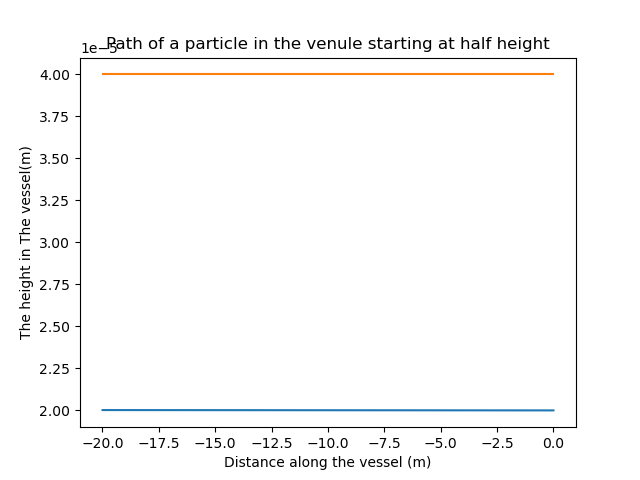 Path of a particle in the venule starting at half height
1e−5
4.00
3.75
3.50
3.25
3.00
2.75
2.50
2.25
2.00
The height in The vessel(m)
−20.0 −17.5 −15.0 −12.5 −10.0 −7.5 −5.0 −2.5 0.0
Distance along the vessel (m)